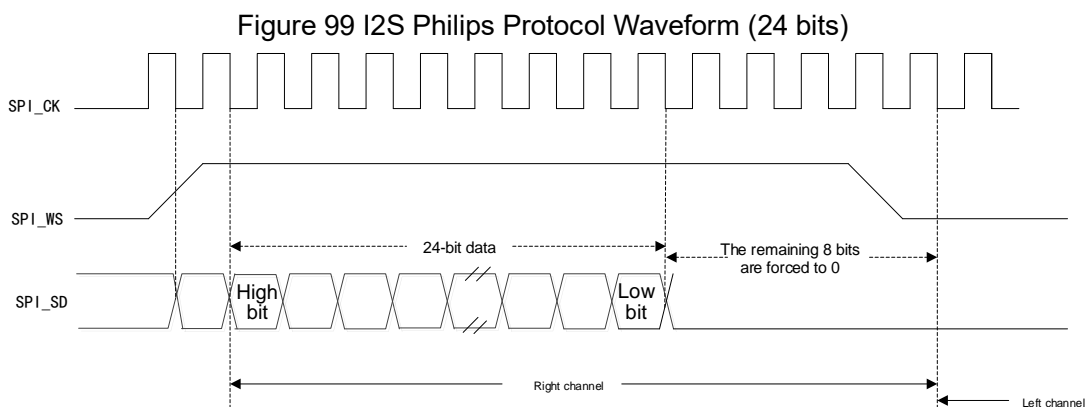 Figure 99 I2S Philips Protocol Waveform (24 bits)
SPI_CK
SPI_WS
24-bit data
The remaining 8 bits
are forced to 0
SPI_SD
High
bit
Low
bit
Right channel
Left channel